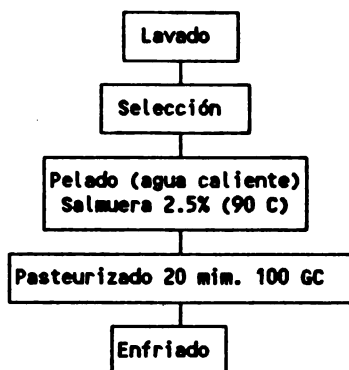 Lavado
Selección
Pelado (agua caliente)
Salmuera 2.5% (90 C)
Pasteurizado 20 mim. 100 GC
Enfriado